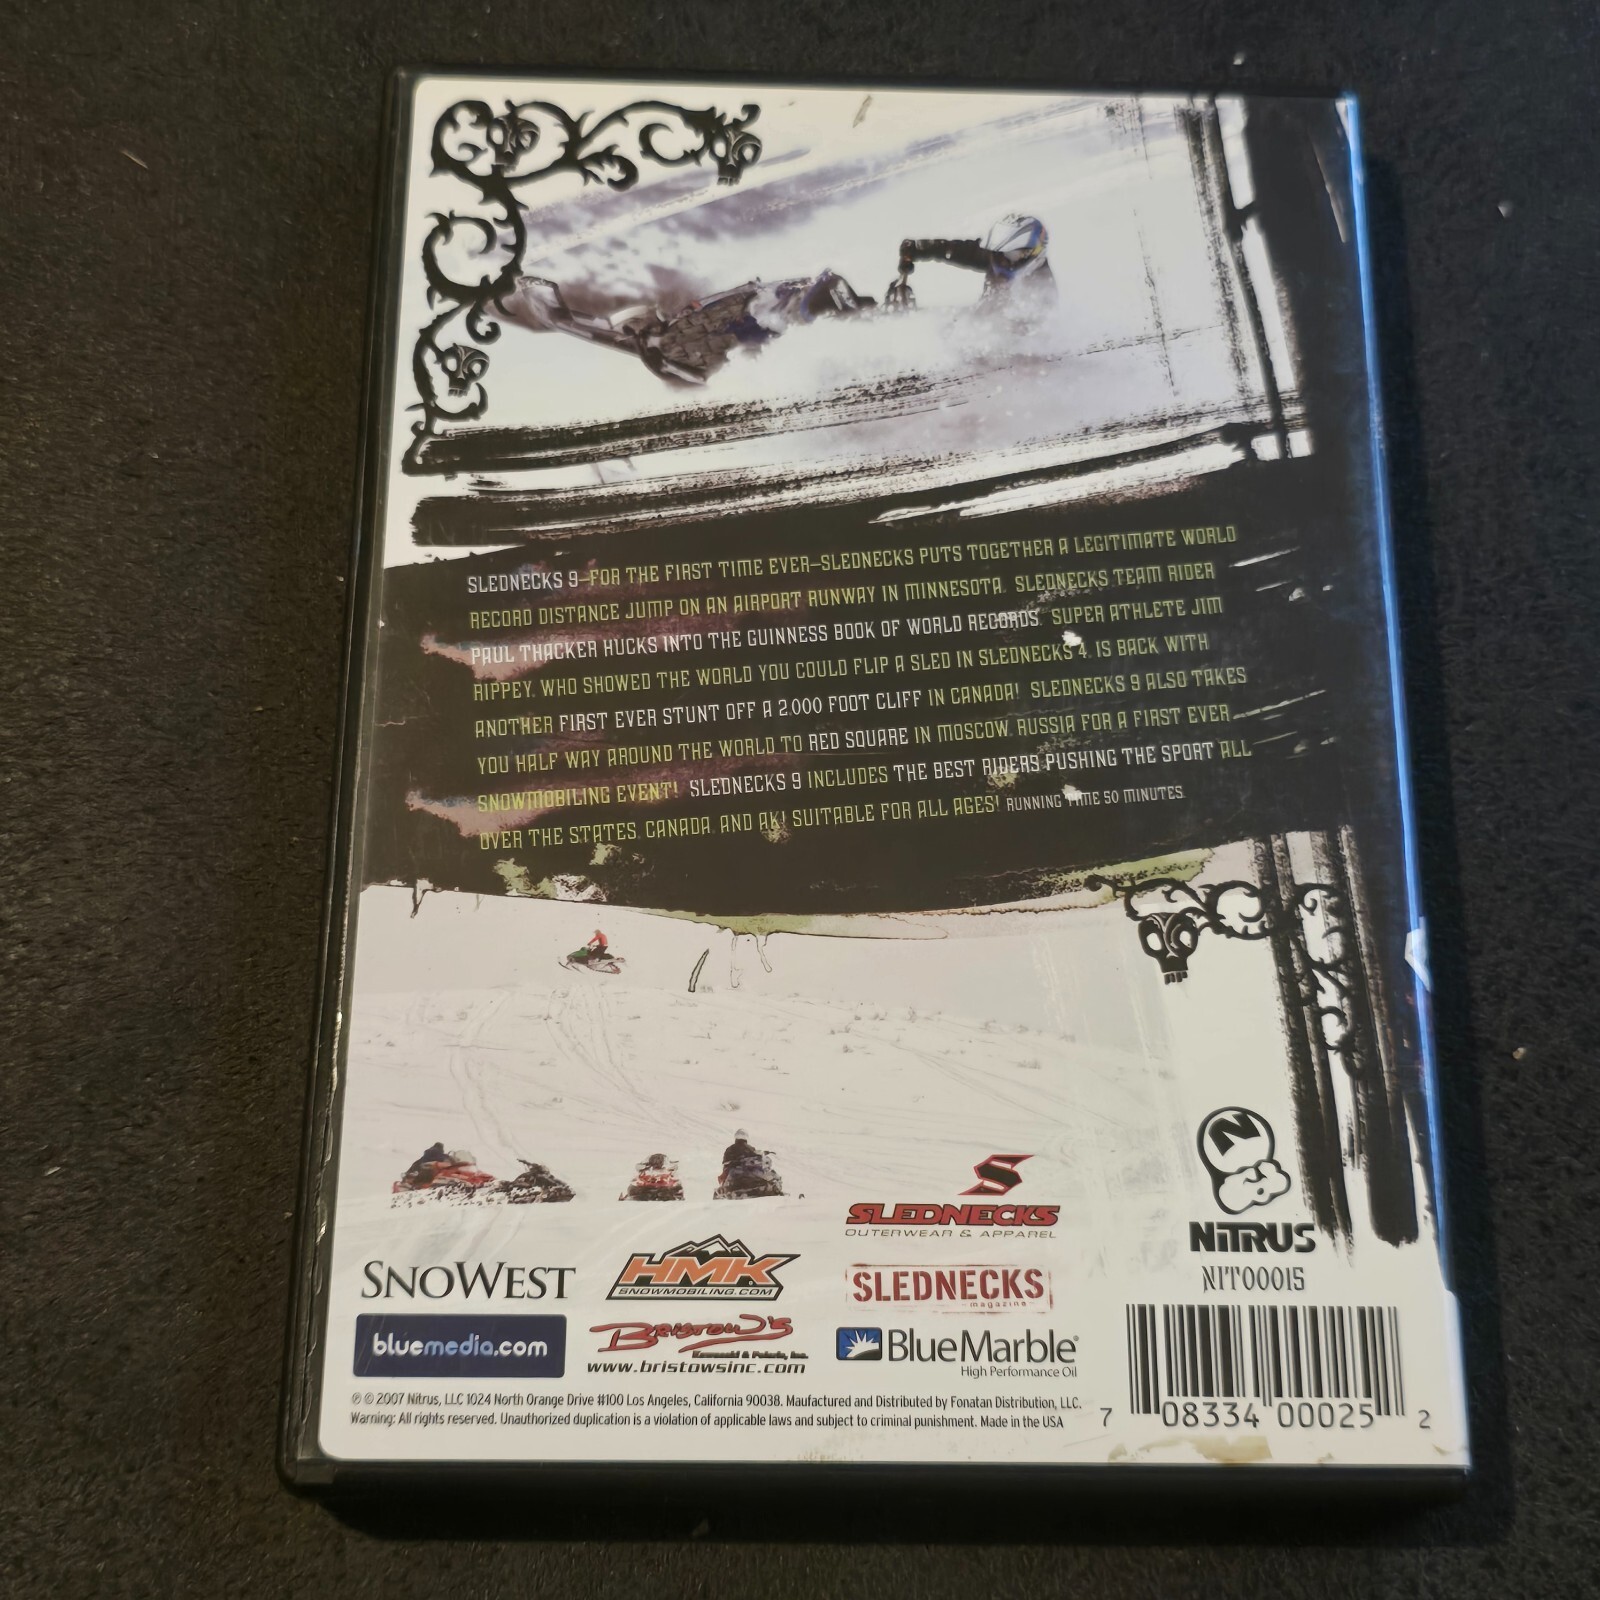 SLEDNECKS 9–FOR THE FIRST TIME EVER–SLEDNECKS PUTS TOGETHER A LEGITIMATE WORLD
RECORD DISTANCE JUMP ON AN AIRPORT RUNWAY IN MINNESOTA. SLEDNECKS TEAM RIDER
PAUL THACKER HUCKS INTO THE GUINNESS BOOK OF WORLD RECORDS. SUPER ATHLETE JIM
RIPPEY, WHO SHOWED THE WORLD YOU COULD FLIP A SLED IN SLEDNECKS 4, IS BACK WITH
ANOTHER FIRST EVER STUNT OFF A 2,000 FOOT CLIFF IN CANADA! SLEDNECKS 9 ALSO TAKES
YOU HALF WAY AROUND THE WORLD TO RED SQUARE IN MOSCOW, RUSSIA FOR A FIRST EVER
SNOWMOBILING EVENT! SLEDNECKS 9 INCLUDES THE BEST RIDERS PUSHING THE SPORT ALL
OVER THE STATES, CANADA, AND AK! SUITABLE FOR ALL AGES! RUNNING TIME 50 MINUTES.
S
SLEDNECKS
OUTERWEAR & APPAREL
N
NiTRUS
NIT00015
SNOWEST
HMK
SNOWMOBILING.COM
SLEDNECKS
magazine
bluemedia.com
BRISTOW'S
Kawasaki & Polaris, Inc.
www.bristowsinc.com
BlueMarble®
High Performance Oil
℗ © 2007 Nitrus, LLC 1024 North Orange Drive #100 Los Angeles, California 90038. Maufactured and Distributed by Fonatan Distribution, LLC.
Warning: All rights reserved. Unauthorized duplication is a violation of applicable laws and subject to criminal punishment. Made in the USA
7 08334 00025 2